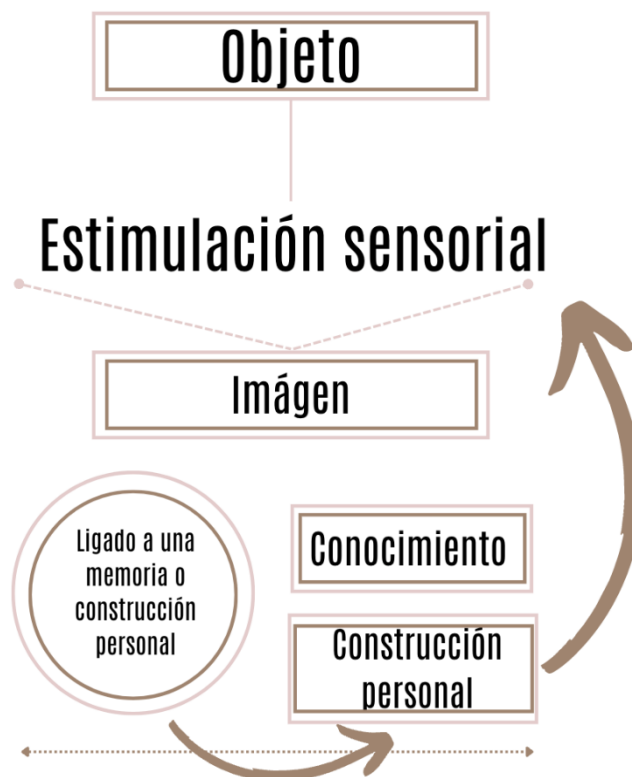 Objeto
Estimulación sensorial
Imágen
Ligado a una
memoria o
construcción
personal
Conocimiento
Construcción
personal